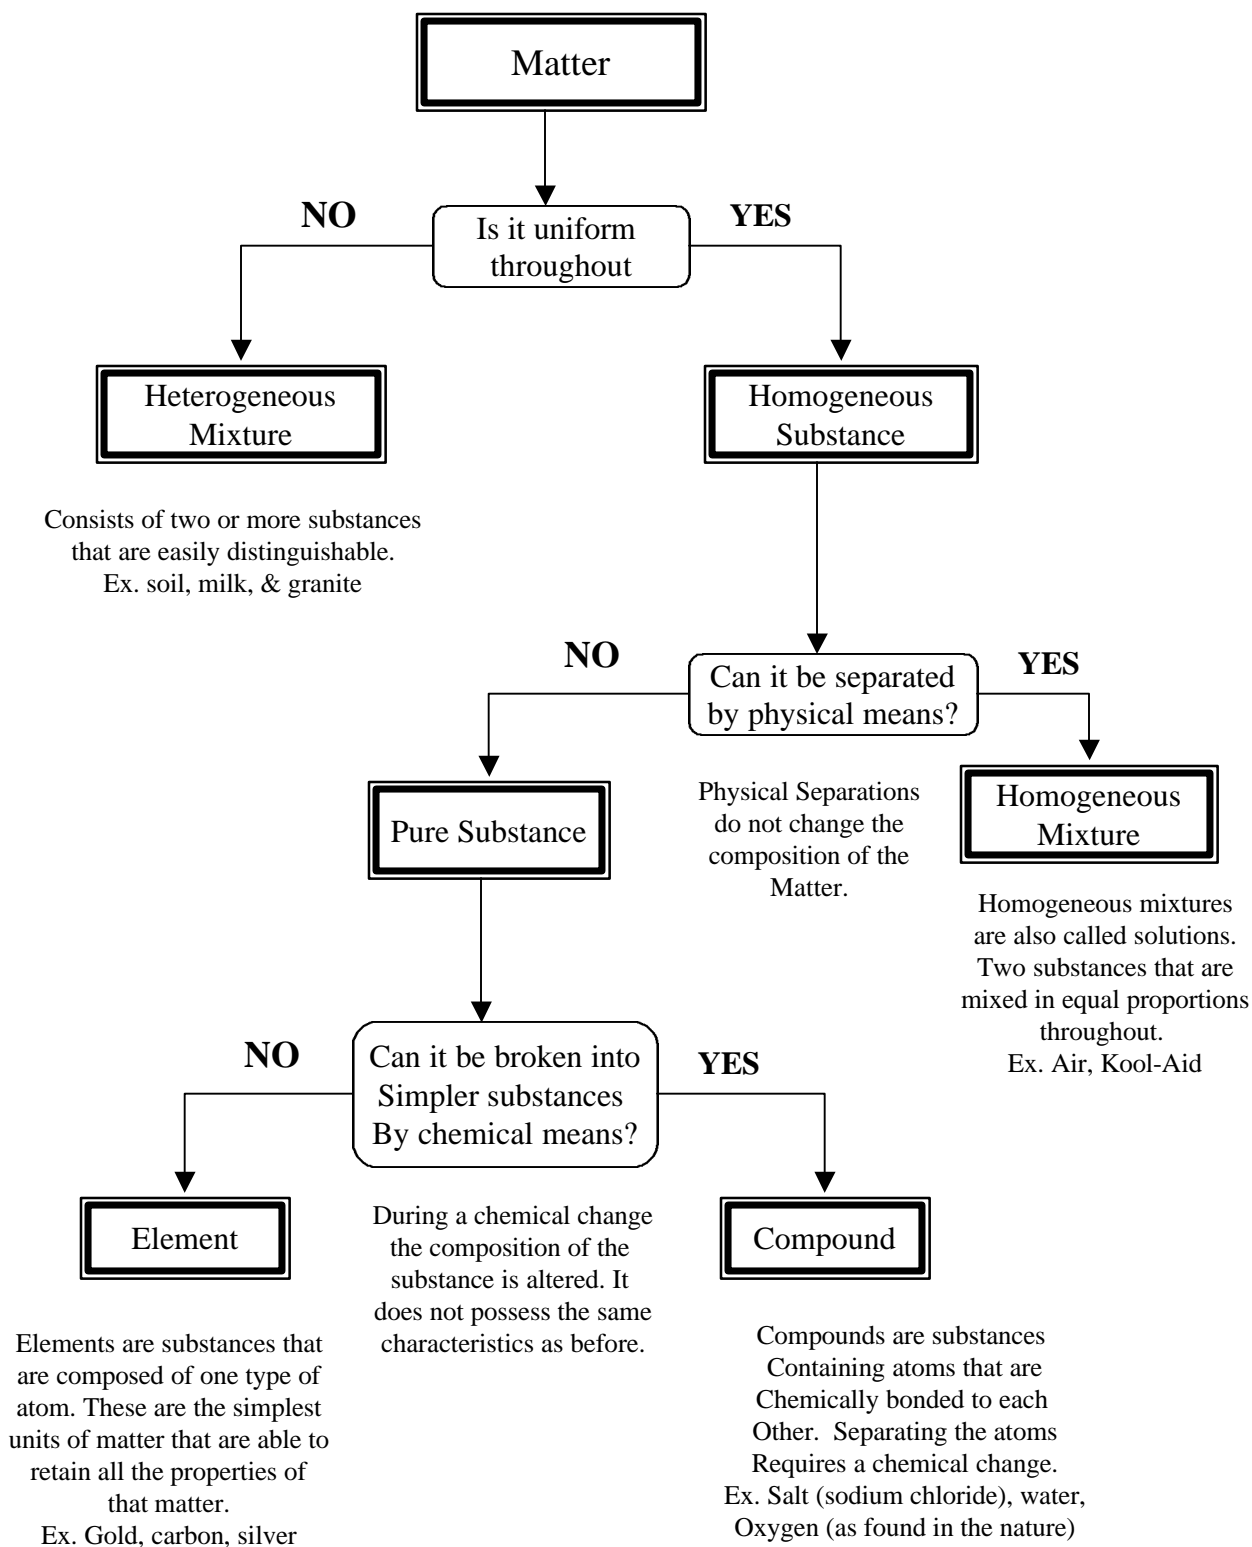 Matter
NO
YES
Is it uniform
throughout
Heterogeneous
Mixture
Homogeneous
Substance
Consists of two or more substances
that are easily distinguishable.
Ex. soil, milk, & granite
NO
YES
Can it be separated
by physical means?
Pure Substance
Physical Separations
do not change the
composition of the
Matter.
Homogeneous
Mixture
Homogeneous mixtures
are also called solutions.
Two substances that are
mixed in equal proportions
throughout.
Ex. Air, Kool-Aid
NO
YES
Can it be broken into
Simpler substances
By chemical means?
Element
During a chemical change
the composition of the
substance is altered. It
does not possess the same
characteristics as before.
Compound
Elements are substances that
are composed of one type of
atom. These are the simplest
units of matter that are able to
retain all the properties of
that matter.
Ex. Gold, carbon, silver
Compounds are substances
Containing atoms that are
Chemically bonded to each
Other. Separating the atoms
Requires a chemical change.
Ex. Salt (sodium chloride), water,
Oxygen (as found in the nature)